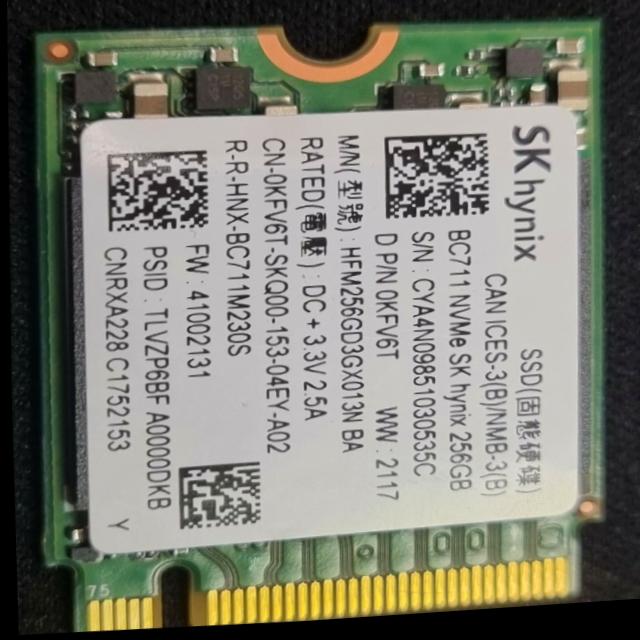 SK hynix
SSD(固態硬碟)
CAN ICES-3(B)/NMB-3(B)
BC711 NVMe SK hynix 256GB
S/N : CYA4N09851030535C
D P/N 0KFV6T WW : 2117
M/N(型號) : HFM256GD3GX013N BA
RATED(電壓) : DC + 3.3V 2.5A
CN-0KFV6T-SKQ00-153-04EY-A02
R-R-HNX-BC711M230S
FW : 41002131
PSID : TLVZP6BF A0000DKB
CNRXA228 C1752153 Y
75